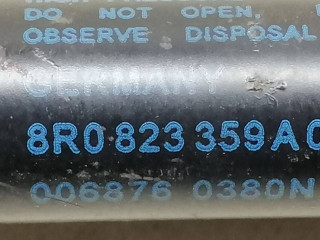 DO NOT OPEN,
OBSERVE DISPOSAL
GERMANY
8R0 823 359 A
006876 0380N